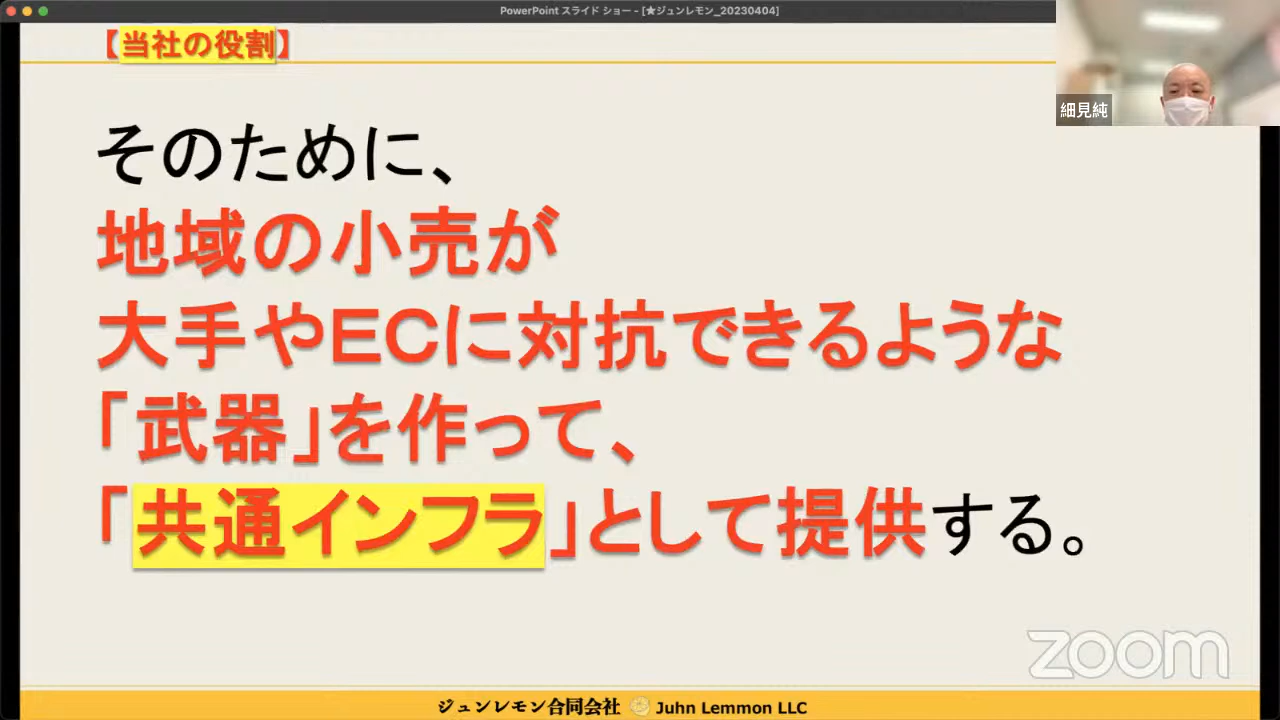 PowerPoint スライド ショー - [★ジュンレモン_20230404]
【当社の役割】
細見純
そのために、
地域の小売が
大手やECに対抗できるような
「武器」を作って、
「共通インフラ」として提供する。
zoom
ジュンレモン合同会社 Juhn Lemmon LLC